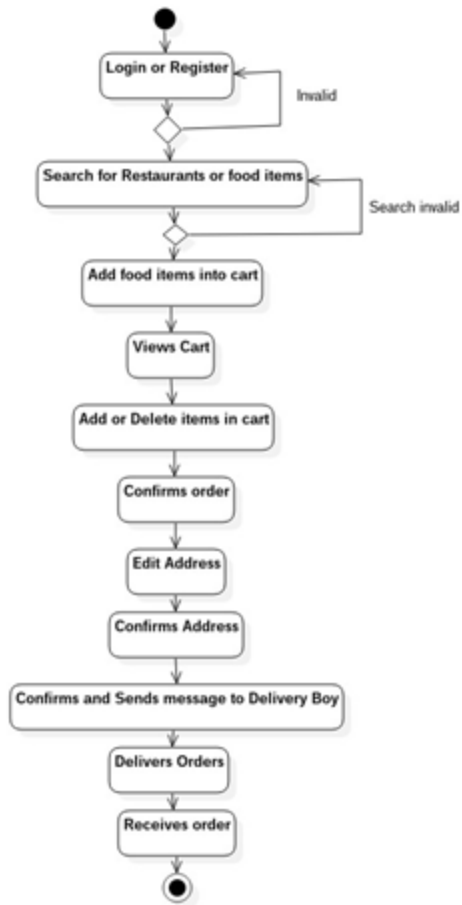 Login or Register
Invalid
Search for Restaurants or food items
Search invalid
Add food items into cart
Views Cart
Add or Delete items in cart
Confirms order
Edit Address
Confirms Address
Confirms and Sends message to Delivery Boy
Delivers Orders
Receives order